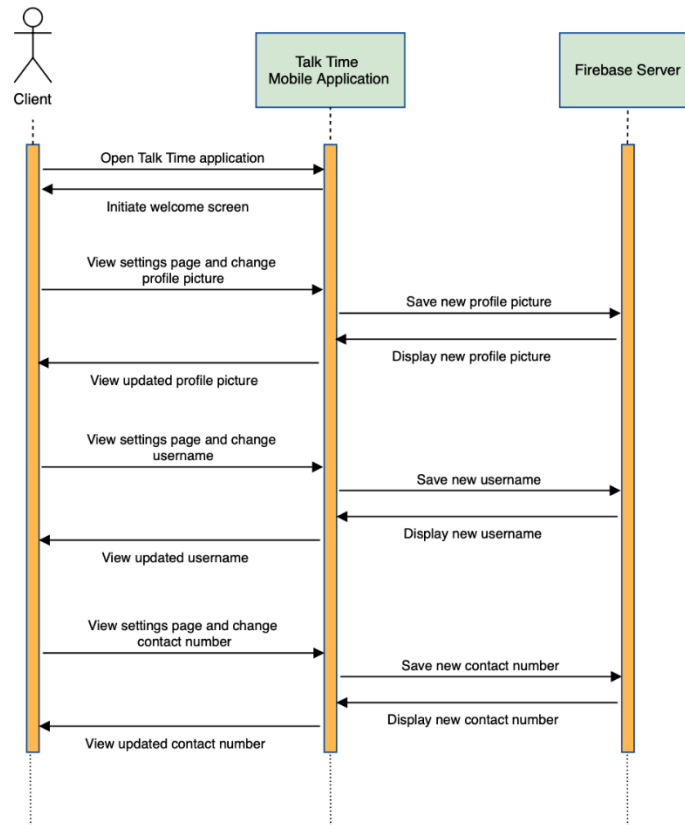 Talk Time
Mobile Application
Firebase Server
Client
Open Talk Time application
Initiate welcome screen
View settings page and change
profile picture
Save new profile picture
Display new profile picture
View updated profile picture
View settings page and change
username
Save new username
Display new username
View updated username
View settings page and change
contact number
Save new contact number
Display new contact number
View updated contact number